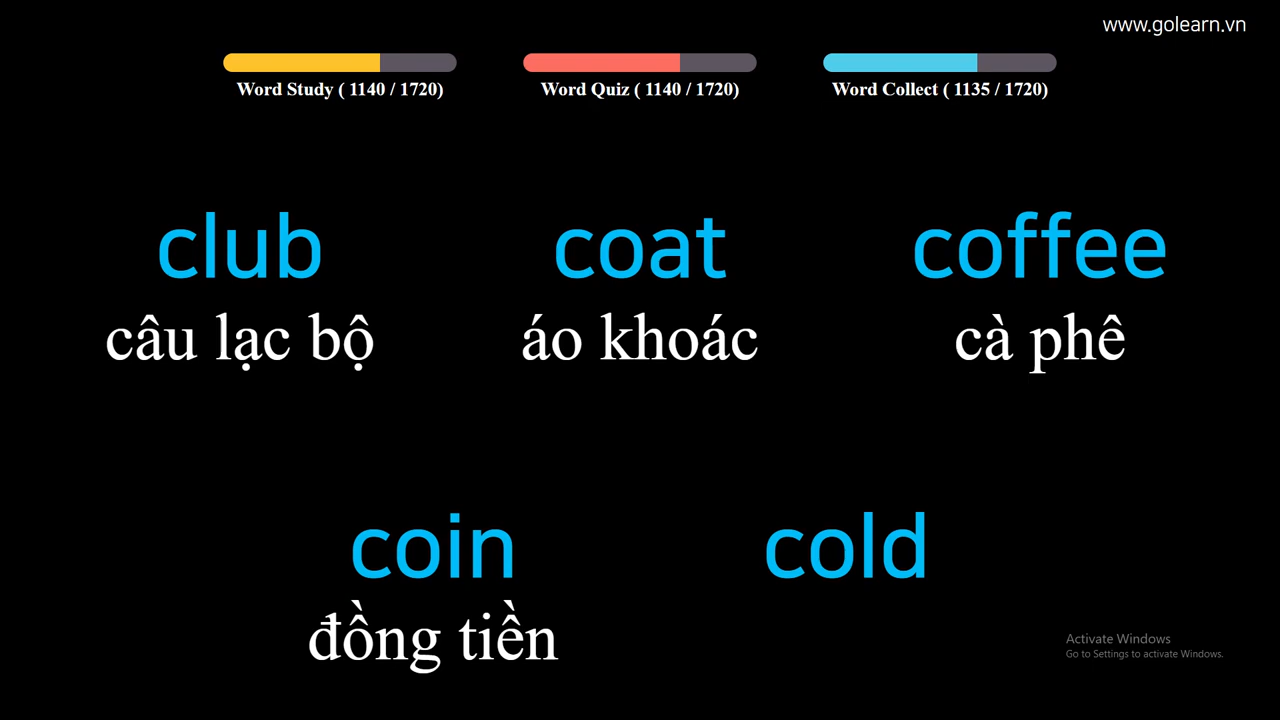 www.golearn.vn
Word Study ( 1140 / 1720)
Word Quiz ( 1140 / 1720)
Word Collect ( 1135 / 1720)
club
câu lạc bộ
coat
áo khoác
coffee
cà phê
coin
đồng tiền
cold
Activate Windows
Go to Settings to activate Windows.